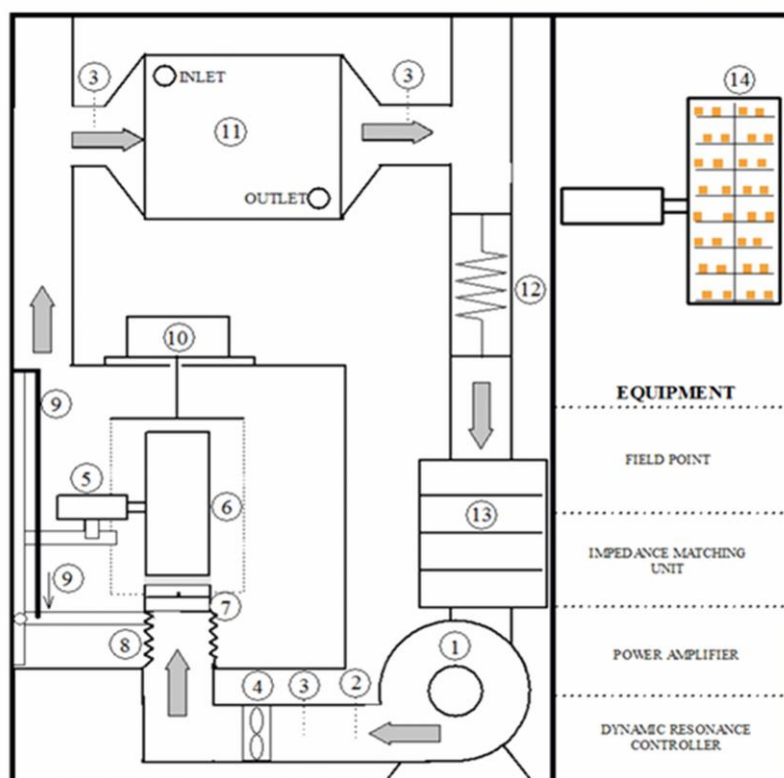 3
3
14
INLET
11
OUTLET
12
10
EQUIPMENT
9
FIELD POINT
5
6
13
IMPEDANCE MATCHING
UNIT
9
7
8
1
POWER AMPLIFIER
4
3
2
DYNAMIC RESONANCE
CONTROLLER